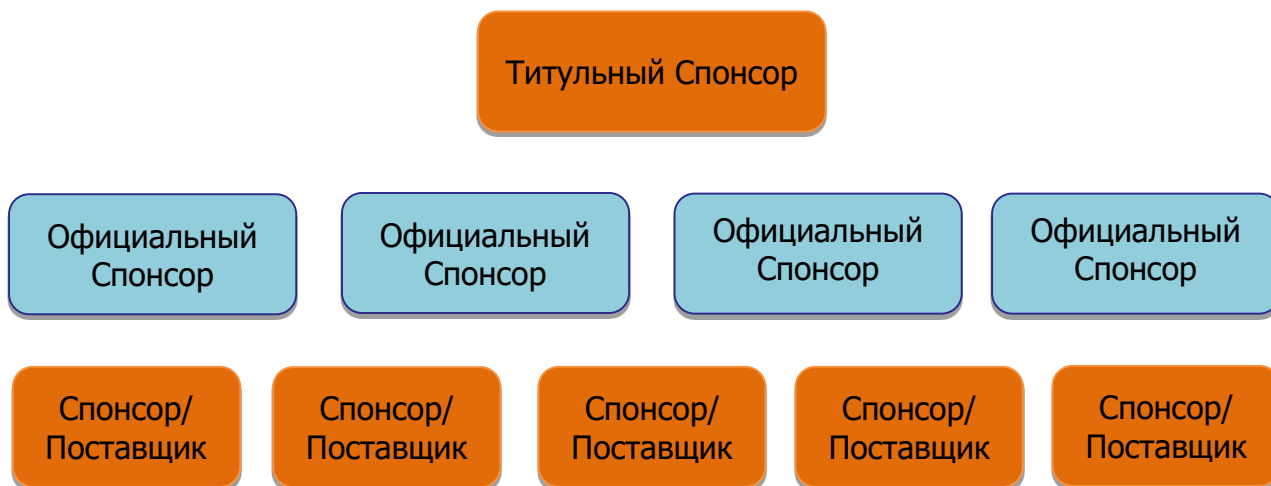 Титульный Спонсор
Официальный
Спонсор
Официальный
Спонсор
Официальный
Спонсор
Официальный
Спонсор
Спонсор/
Поставщик
Спонсор/
Поставщик
Спонсор/
Поставщик
Спонсор/
Поставщик
Спонсор/
Поставщик